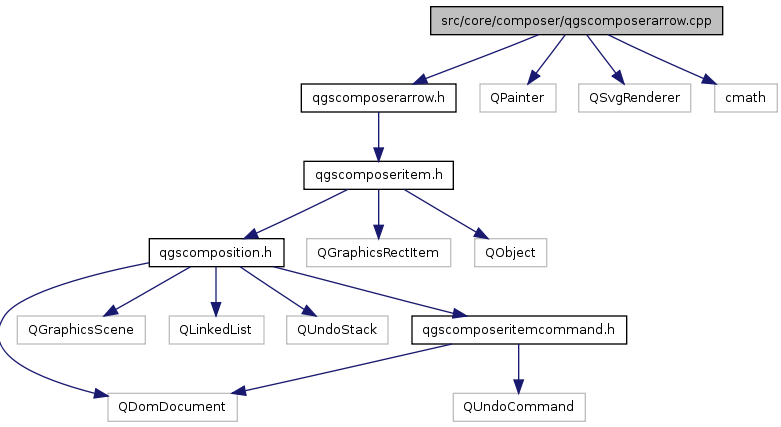 src/core/composer/qgscomposerarrow.cpp
qgscomposerarrow.h
QPainter
QSvgRenderer
cmath
qgscomposeritem.h
qgscomposition.h
QGraphicsRectItem
QObject
QGraphicsScene
QLinkedList
QUndoStack
qgscomposeritemcommand.h
QDomDocument
QUndoCommand